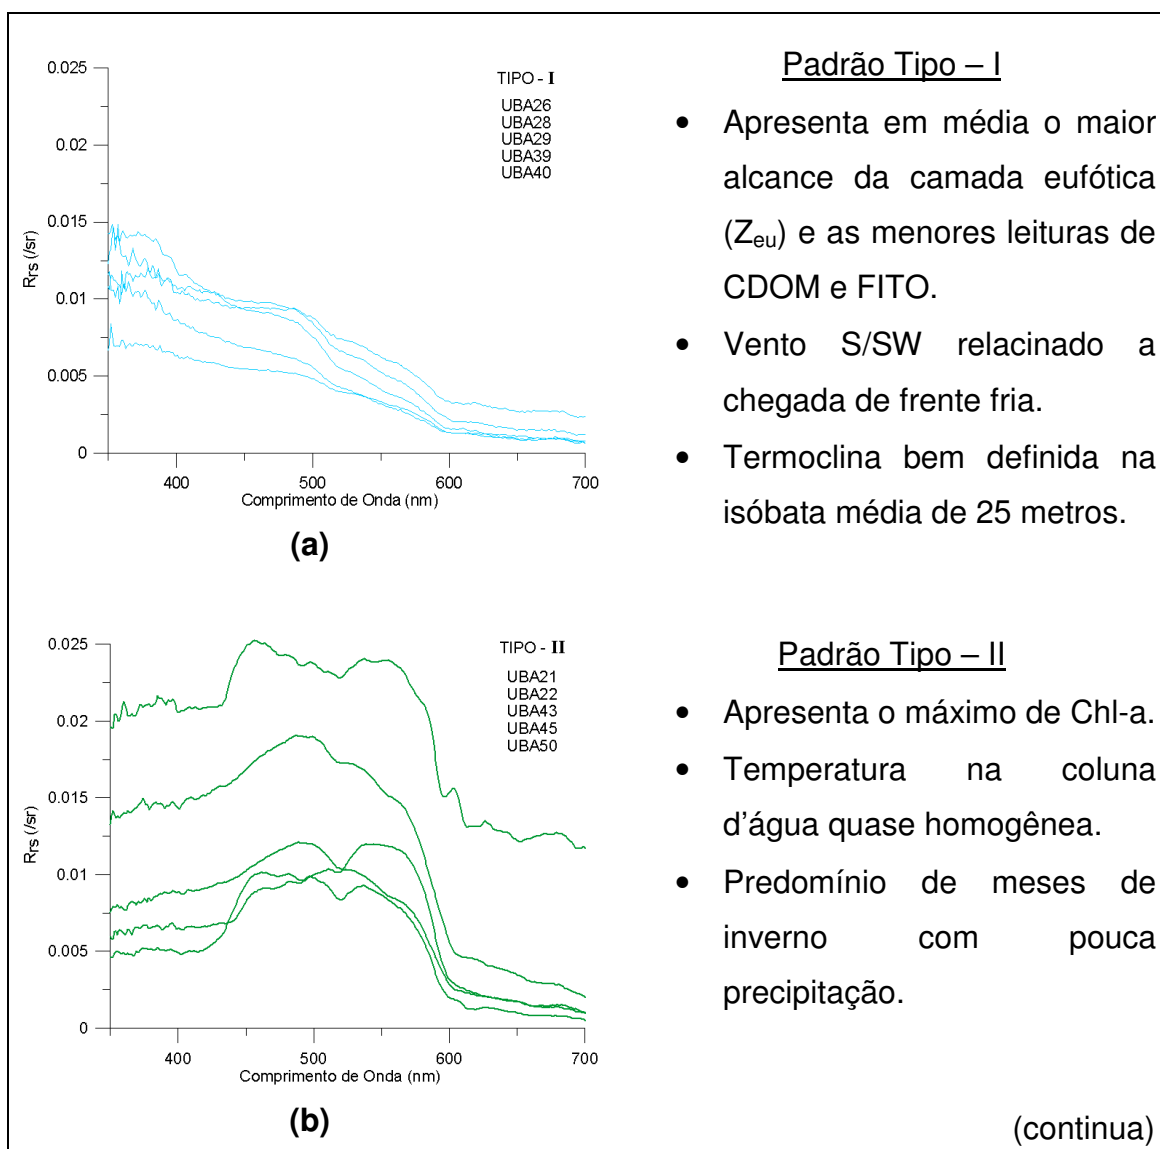 0.025
0.02
0.015
0.01
0.005
0
Rrs (/sr)
400
500
600
700
Comprimento de Onda (nm)
TIPO - I
UBA26
UBA28
UBA29
UBA39
UBA40
(a)
Padrão Tipo – I
• Apresenta em média o maior
alcance da camada eufótica
(Zeu) e as menores leituras de
CDOM e FITO.
• Vento S/SW relacinado a
chegada de frente fria.
• Termoclina bem definida na
isóbata média de 25 metros.
0.025
0.02
0.015
0.01
0.005
0
Rrs (/sr)
400
500
600
700
Comprimento de Onda (nm)
TIPO - II
UBA21
UBA22
UBA43
UBA45
UBA50
(b)
Padrão Tipo – II
• Apresenta o máximo de Chl-a.
• Temperatura na coluna
d’água quase homogênea.
• Predomínio de meses de
inverno com pouca
precipitação.
(continua)